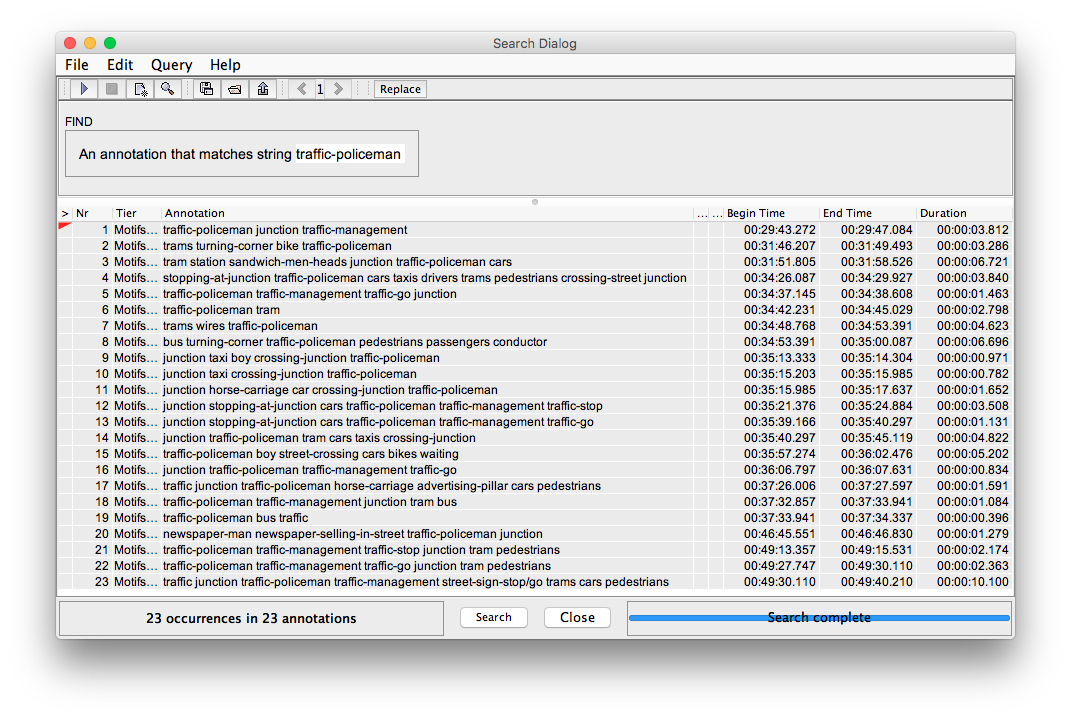 Search Dialog
File Edit Query Help
1 Replace
FIND
An annotation that matches string traffic-policeman
> Nr Tier Annotation ... ... Begin Time End Time Duration
1 Motifs... traffic-policeman junction traffic-management 00:29:43.272 00:29:47.084 00:00:03.812
2 Motifs... trams turning-corner bike traffic-policeman 00:31:46.207 00:31:49.493 00:00:03.286
3 Motifs... tram station sandwich-men-heads junction traffic-policeman cars 00:31:51.805 00:31:58.526 00:00:06.721
4 Motifs... stopping-at-junction traffic-policeman cars taxis drivers trams pedestrians crossing-street junction 00:34:26.087 00:34:29.927 00:00:03.840
5 Motifs... traffic-policeman traffic-management traffic-go junction 00:34:37.145 00:34:38.608 00:00:01.463
6 Motifs... traffic-policeman tram 00:34:42.231 00:34:45.029 00:00:02.798
7 Motifs... trams wires traffic-policeman 00:34:48.768 00:34:53.391 00:00:04.623
8 Motifs... bus turning-corner traffic-policeman pedestrians passengers conductor 00:34:53.391 00:35:00.087 00:00:06.696
9 Motifs... junction taxi boy crossing-junction traffic-policeman 00:35:13.333 00:35:14.304 00:00:00.971
10 Motifs... junction taxi crossing-junction traffic-policeman 00:35:15.203 00:35:15.985 00:00:00.782
11 Motifs... junction horse-carriage car crossing-junction traffic-policeman 00:35:15.985 00:35:17.637 00:00:01.652
12 Motifs... junction stopping-at-junction cars traffic-policeman traffic-management traffic-stop 00:35:21.376 00:35:24.884 00:00:03.508
13 Motifs... junction stopping-at-junction cars traffic-policeman traffic-management traffic-go 00:35:39.166 00:35:40.297 00:00:01.131
14 Motifs... junction traffic-policeman tram cars taxis crossing-junction 00:35:40.297 00:35:45.119 00:00:04.822
15 Motifs... traffic-policeman boy street-crossing cars bikes waiting 00:35:57.274 00:36:02.476 00:00:05.202
16 Motifs... junction traffic-policeman traffic-management traffic-go 00:36:06.797 00:36:07.631 00:00:00.834
17 Motifs... traffic junction traffic-policeman horse-carriage advertising-pillar cars pedestrians 00:37:26.006 00:37:27.597 00:00:01.591
18 Motifs... traffic-policeman traffic-management junction tram bus 00:37:32.857 00:37:33.941 00:00:01.084
19 Motifs... traffic-policeman bus traffic 00:37:33.941 00:37:34.337 00:00:00.396
20 Motifs... newspaper-man newspaper-selling-in-street traffic-policeman junction 00:46:45.551 00:46:46.830 00:00:01.279
21 Motifs... traffic-policeman traffic-management traffic-stop junction tram pedestrians 00:49:13.357 00:49:15.531 00:00:02.174
22 Motifs... traffic-policeman traffic-management traffic-go junction tram pedestrians 00:49:27.747 00:49:30.110 00:00:02.363
23 Motifs... traffic junction traffic-policeman traffic-management street-sign-stop/go trams cars pedestrians 00:49:30.110 00:49:40.210 00:00:10.100
23 occurrences in 23 annotations Search Close Search complete